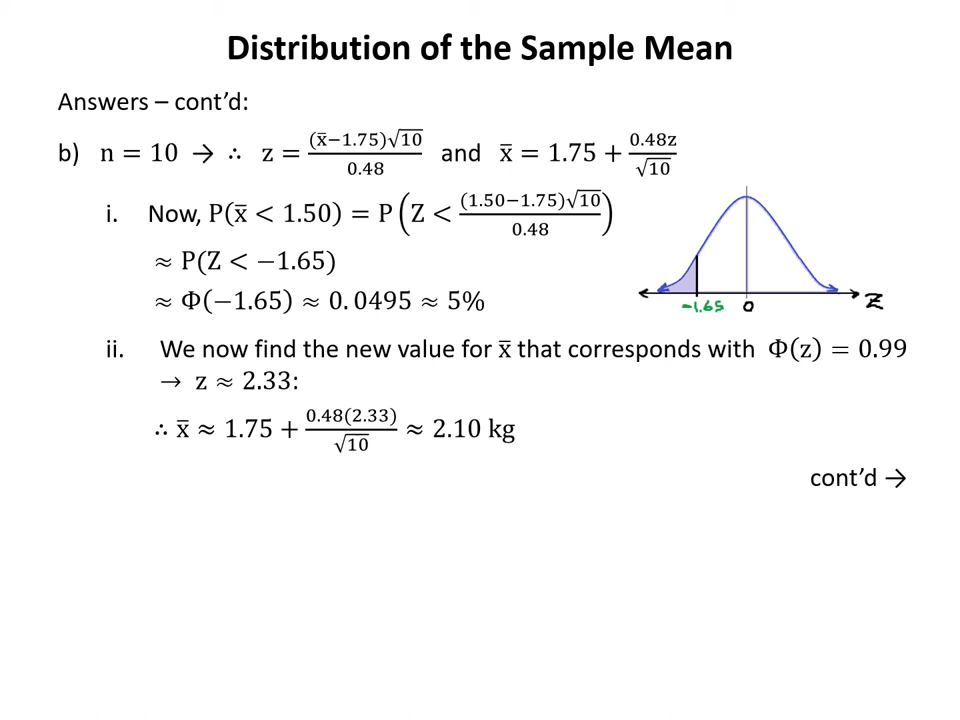 Distribution of the Sample Mean
Answers – cont’d:
b) n = 10 → ∴ z = (x̄−1.75)√10 / 0.48 and x̄ = 1.75 + 0.48z / √10
i. Now, P(x̄ < 1.50) = P(Z < (1.50−1.75)√10 / 0.48)
≈ P(Z < −1.65)
≈ Φ(−1.65) ≈ 0.0495 ≈ 5%
-1.65 0 Z
ii. We now find the new value for x̄ that corresponds with Φ(z) = 0.99
→ z ≈ 2.33:
∴ x̄ ≈ 1.75 + 0.48(2.33) / √10 ≈ 2.10 kg
cont’d →